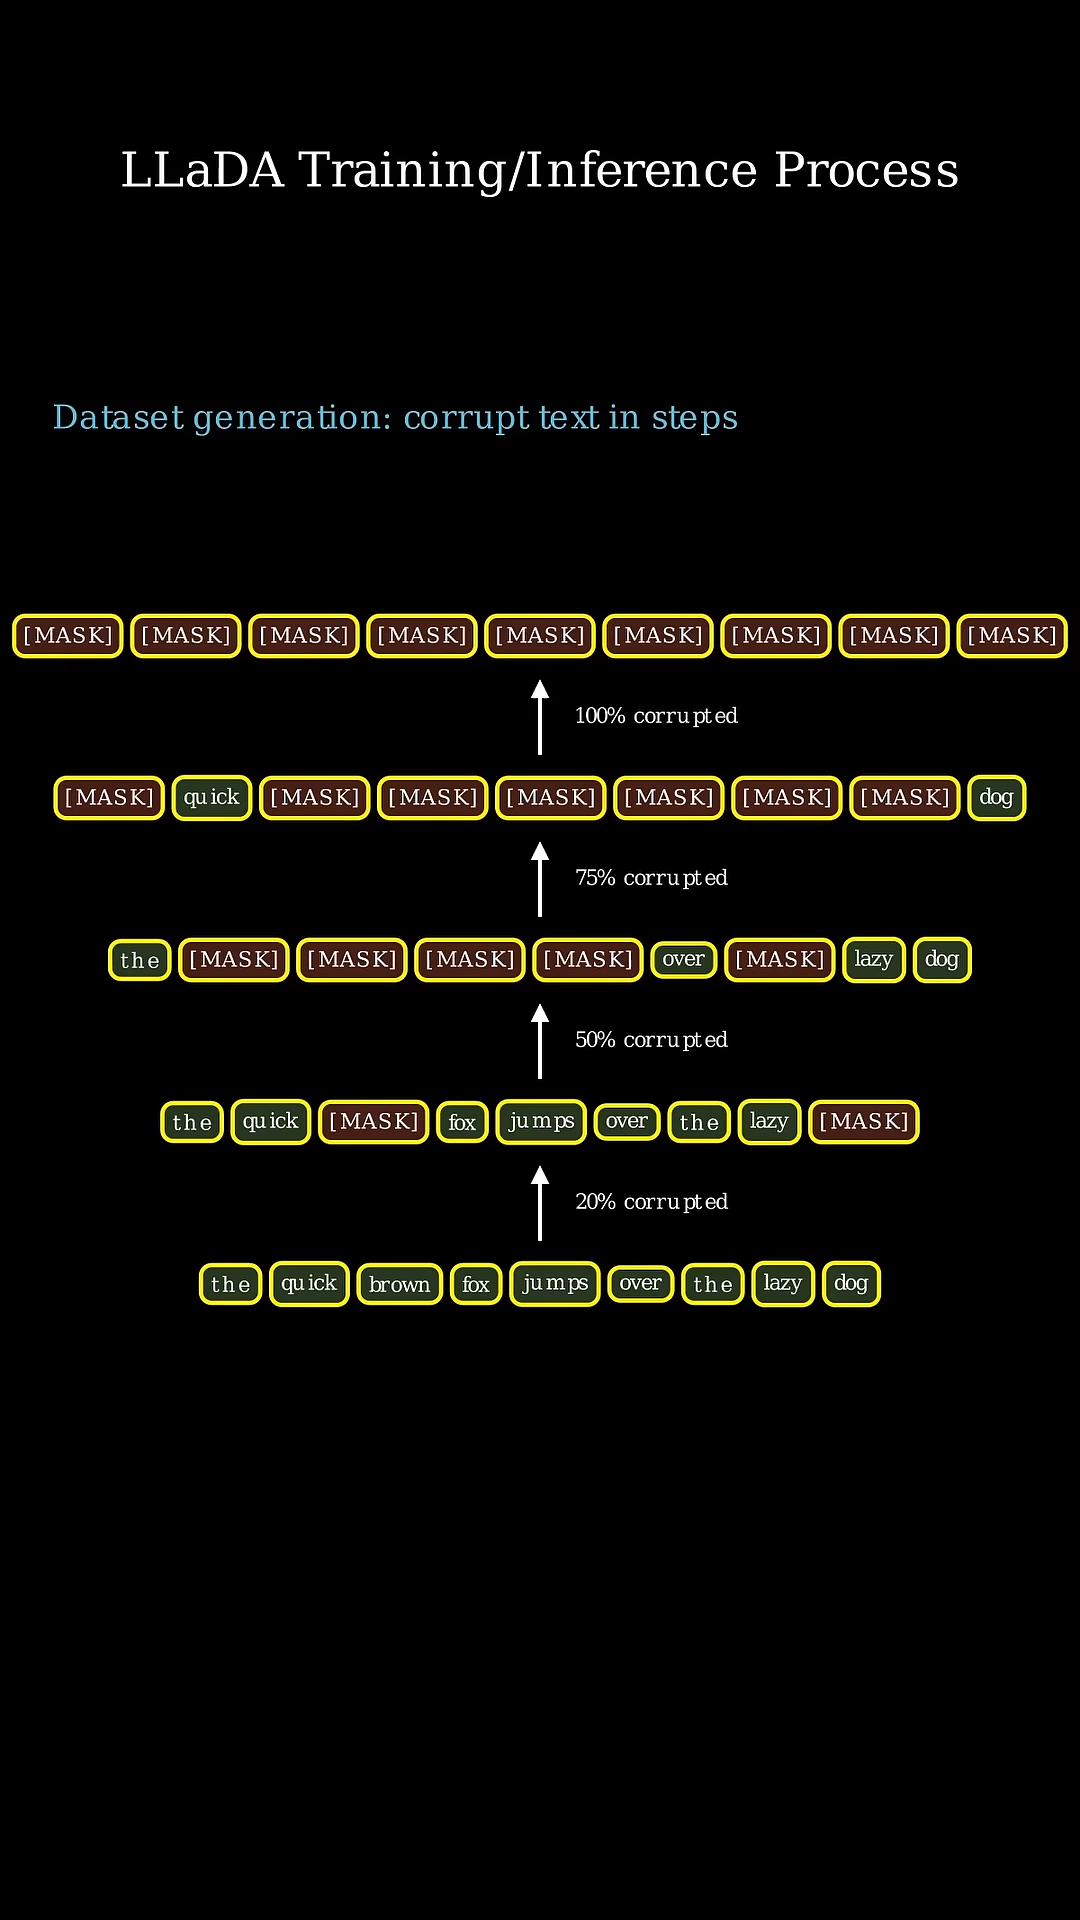 LLaDA Training/Inference Process
Dataset generation: corrupt text in steps
[MASK] [MASK] [MASK] [MASK] [MASK] [MASK] [MASK] [MASK] [MASK]
100% corrupted
[MASK] quick [MASK] [MASK] [MASK] [MASK] [MASK] [MASK] dog
75% corrupted
the [MASK] [MASK] [MASK] [MASK] over [MASK] lazy dog
50% corrupted
the quick [MASK] fox jumps over the lazy [MASK]
20% corrupted
the quick brown fox jumps over the lazy dog